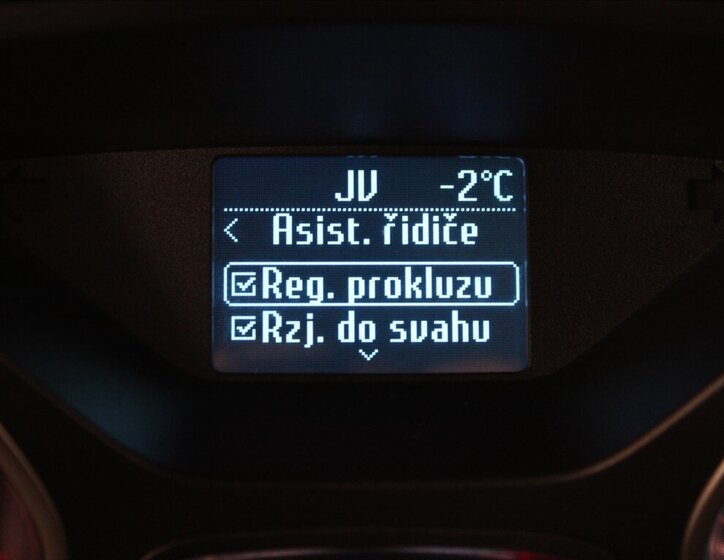 JV -2°C
< Asist. řidiče
Reg. prokluzu
Rzj. do svahu